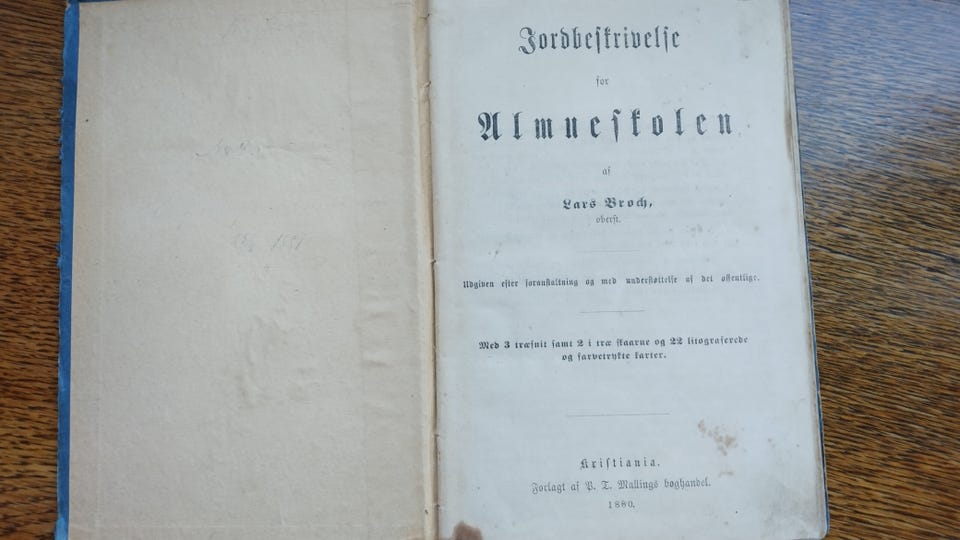 Jordbeskrivelse
for
Almueskolen
af
Lars Broch,
oberst.
Udgiven efter foranstaltning og med understøttelse af det offentlige.
Med 3 træsnit samt 2 i træ skaarne og 22 litograferede
og farvetrykte karter.
Kristiania.
Forlagt af P. T. Mallings boghandel.
1880.